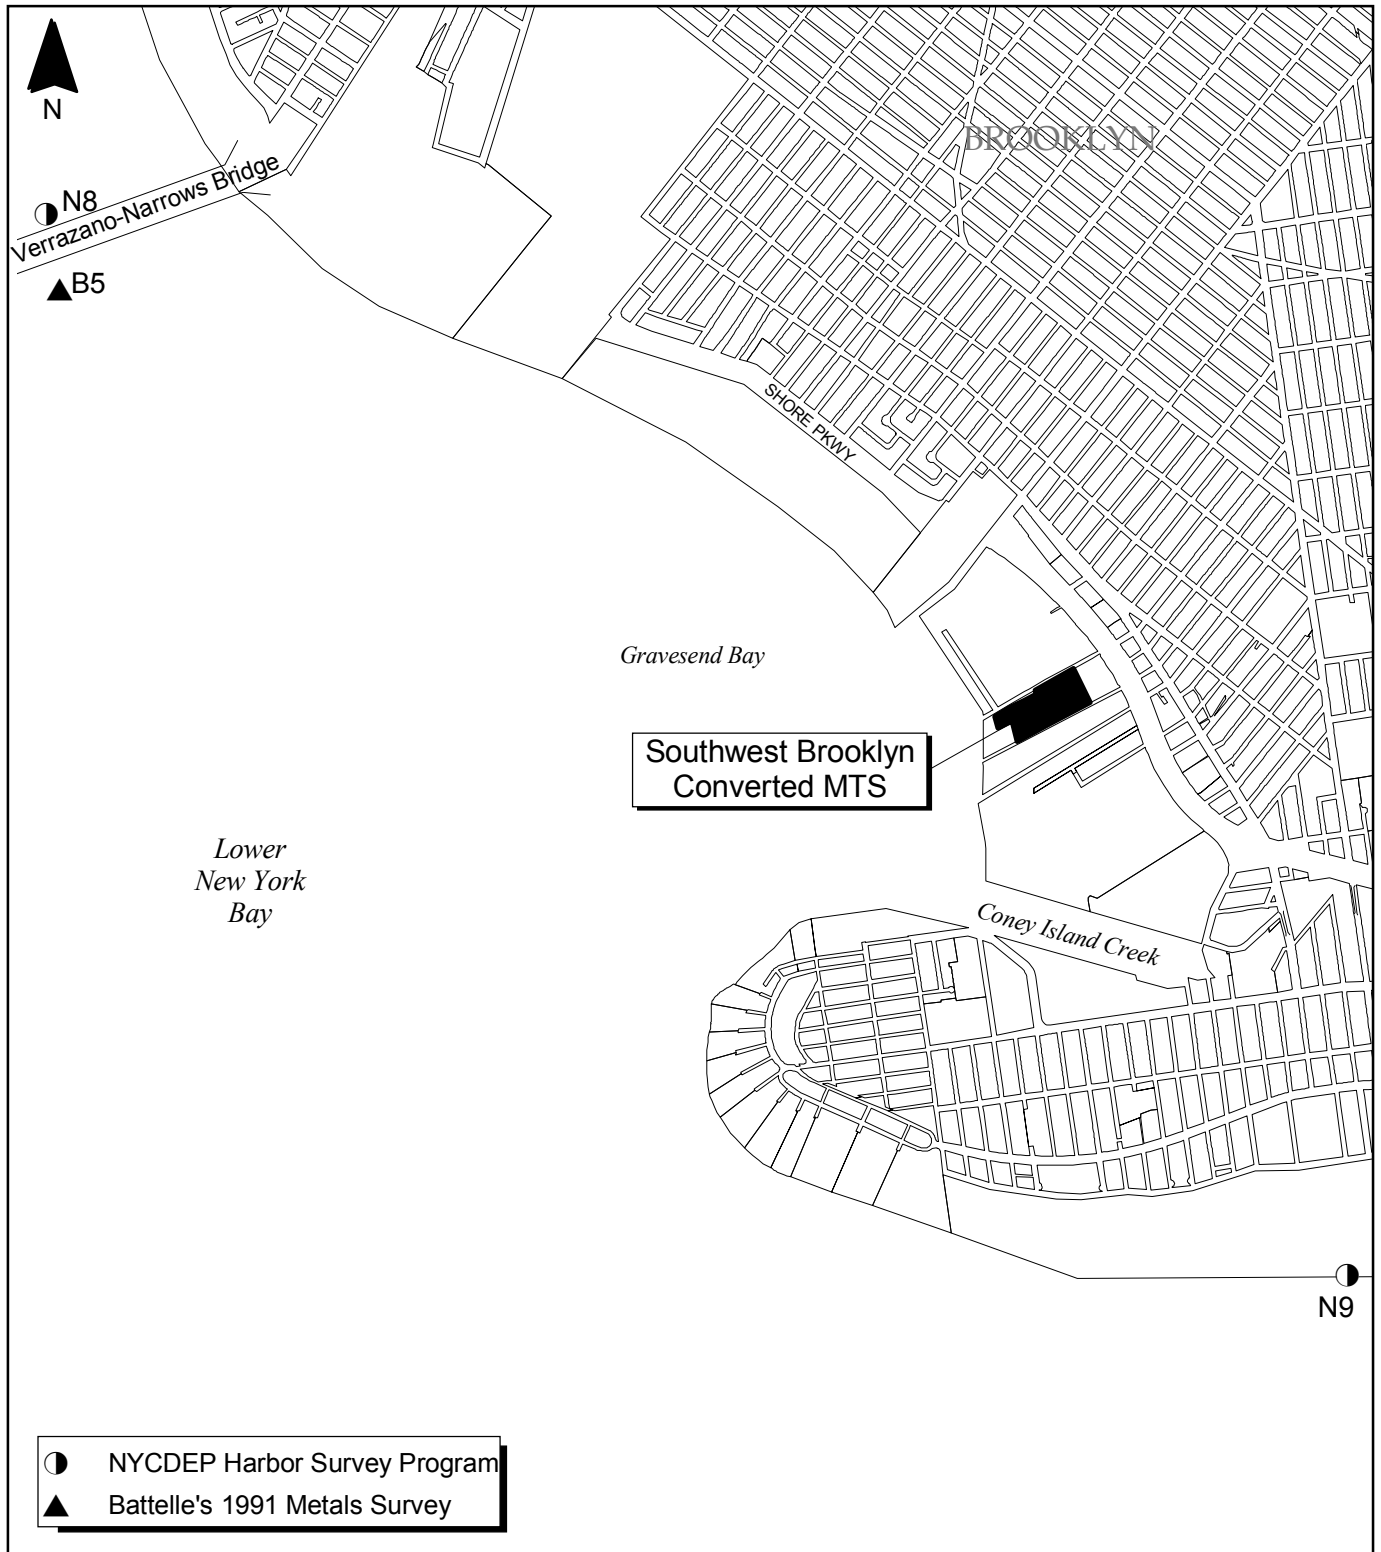 N
BROOKLYN
N8
Verrazano-Narrows Bridge
B5
SHORE PKWY
Gravesend Bay
Southwest Brooklyn
Converted MTS
Lower
New York
Bay
Coney Island Creek
N9
NYCDEP Harbor Survey Program
Battelle's 1991 Metals Survey